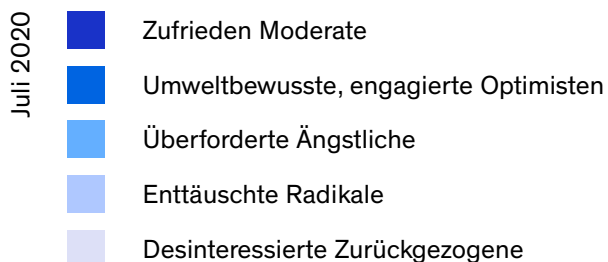 Juli 2020
Zufrieden Moderate
Umweltbewusste, engagierte Optimisten
Überforderte Ängstliche
Enttäuschte Radikale
Desinteressierte Zurückgezogene